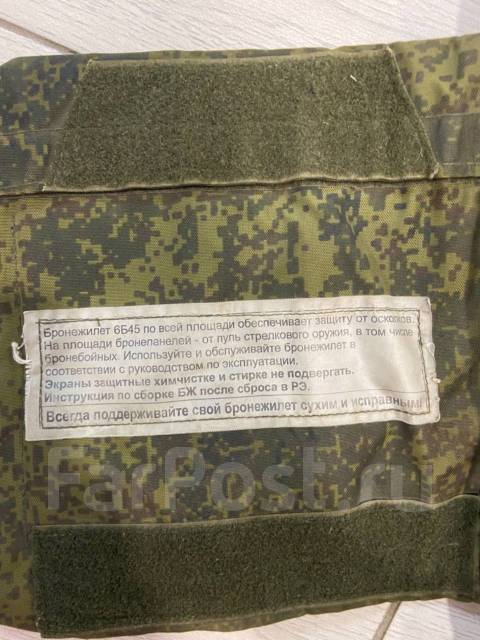 Бронежилет 6Б45 по всей площади обеспечивает защиту от осколков.
На площади бронепанелей - от пуль стрелкового оружия, в том числе
бронебойных. Используйте и обслуживайте бронежилет в
соответствии с руководством по эксплуатации.
Экраны защитные химчистке и стирке не подвергать.
Инструкция по сборке БЖ после сброса в РЭ.
Всегда поддерживайте свой бронежилет сухим и исправным!
FarPost.ru